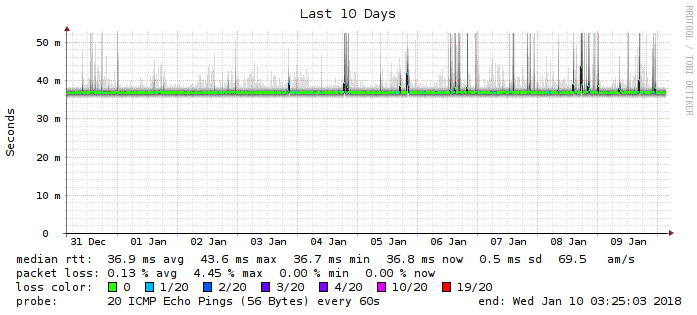 Last 10 Days
RRDTOOL / TOBI OETIKER
Seconds
50 m
40 m
30 m
20 m
10 m
0
31 Dec 01 Jan 02 Jan 03 Jan 04 Jan 05 Jan 06 Jan 07 Jan 08 Jan 09 Jan
median rtt: 36.9 ms avg 43.6 ms max 36.7 ms min 36.8 ms now 0.5 ms sd 69.5 am/s
packet loss: 0.13 % avg 4.45 % max 0.00 % min 0.00 % now
loss color: 0 1/20 2/20 3/20 4/20 10/20 19/20
probe: 20 ICMP Echo Pings (56 Bytes) every 60s end: Wed Jan 10 03:25:03 2018